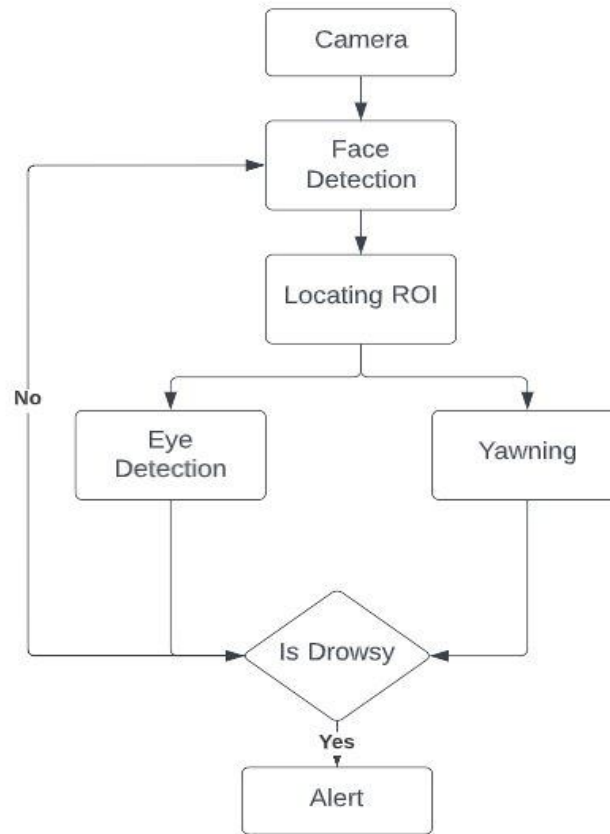 Camera
Face
Detection
Locating ROI
No
Eye
Detection
Yawning
Is Drowsy
Yes
Alert